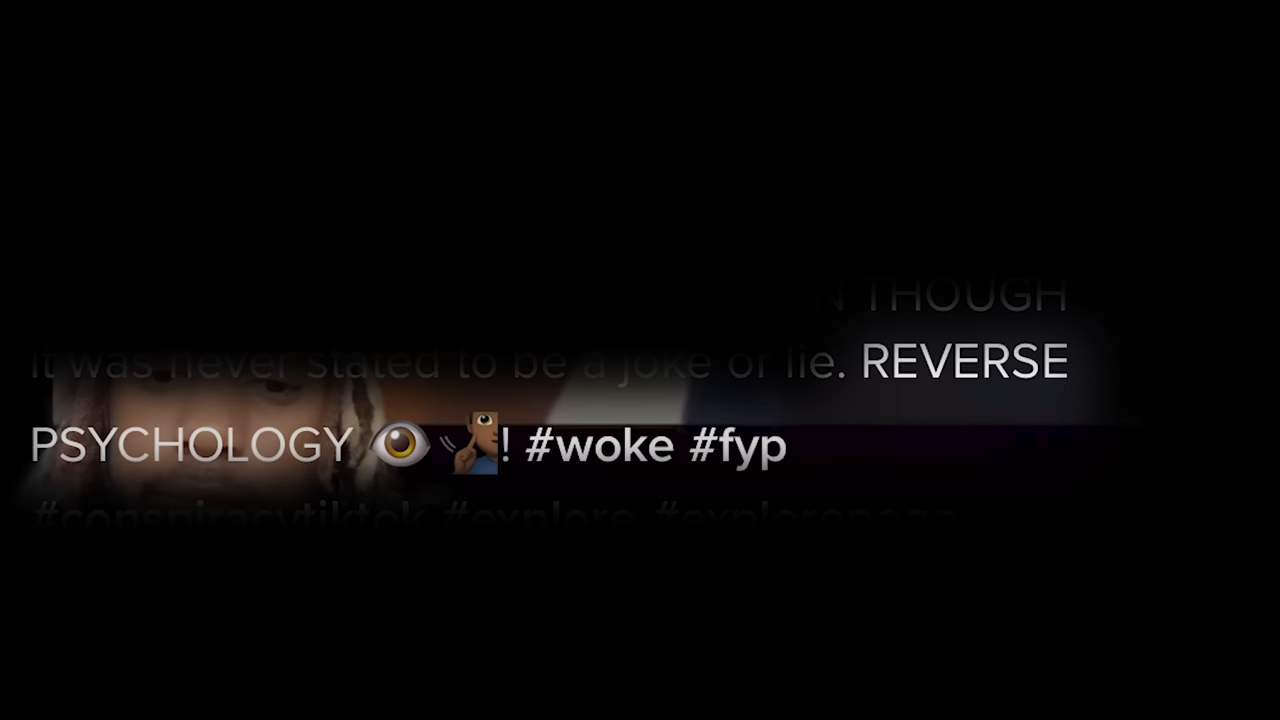 THOUGH
it was never stated to be a joke or lie. REVERSE
PSYCHOLOGY 👁️ 🧏🏾‍♂️! #woke #fyp
#conspiracytiktok #explore #explorepage